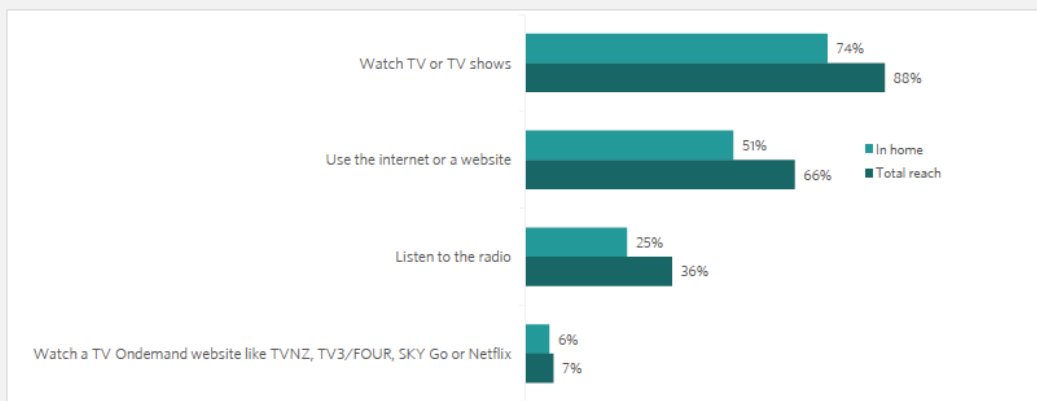 Watch TV or TV shows
74%
88%
Use the internet or a website
51%
66%
In home
Total reach
Listen to the radio
25%
36%
Watch a TV Ondemand website like TVNZ, TV3/FOUR, SKY Go or Netflix
6%
7%